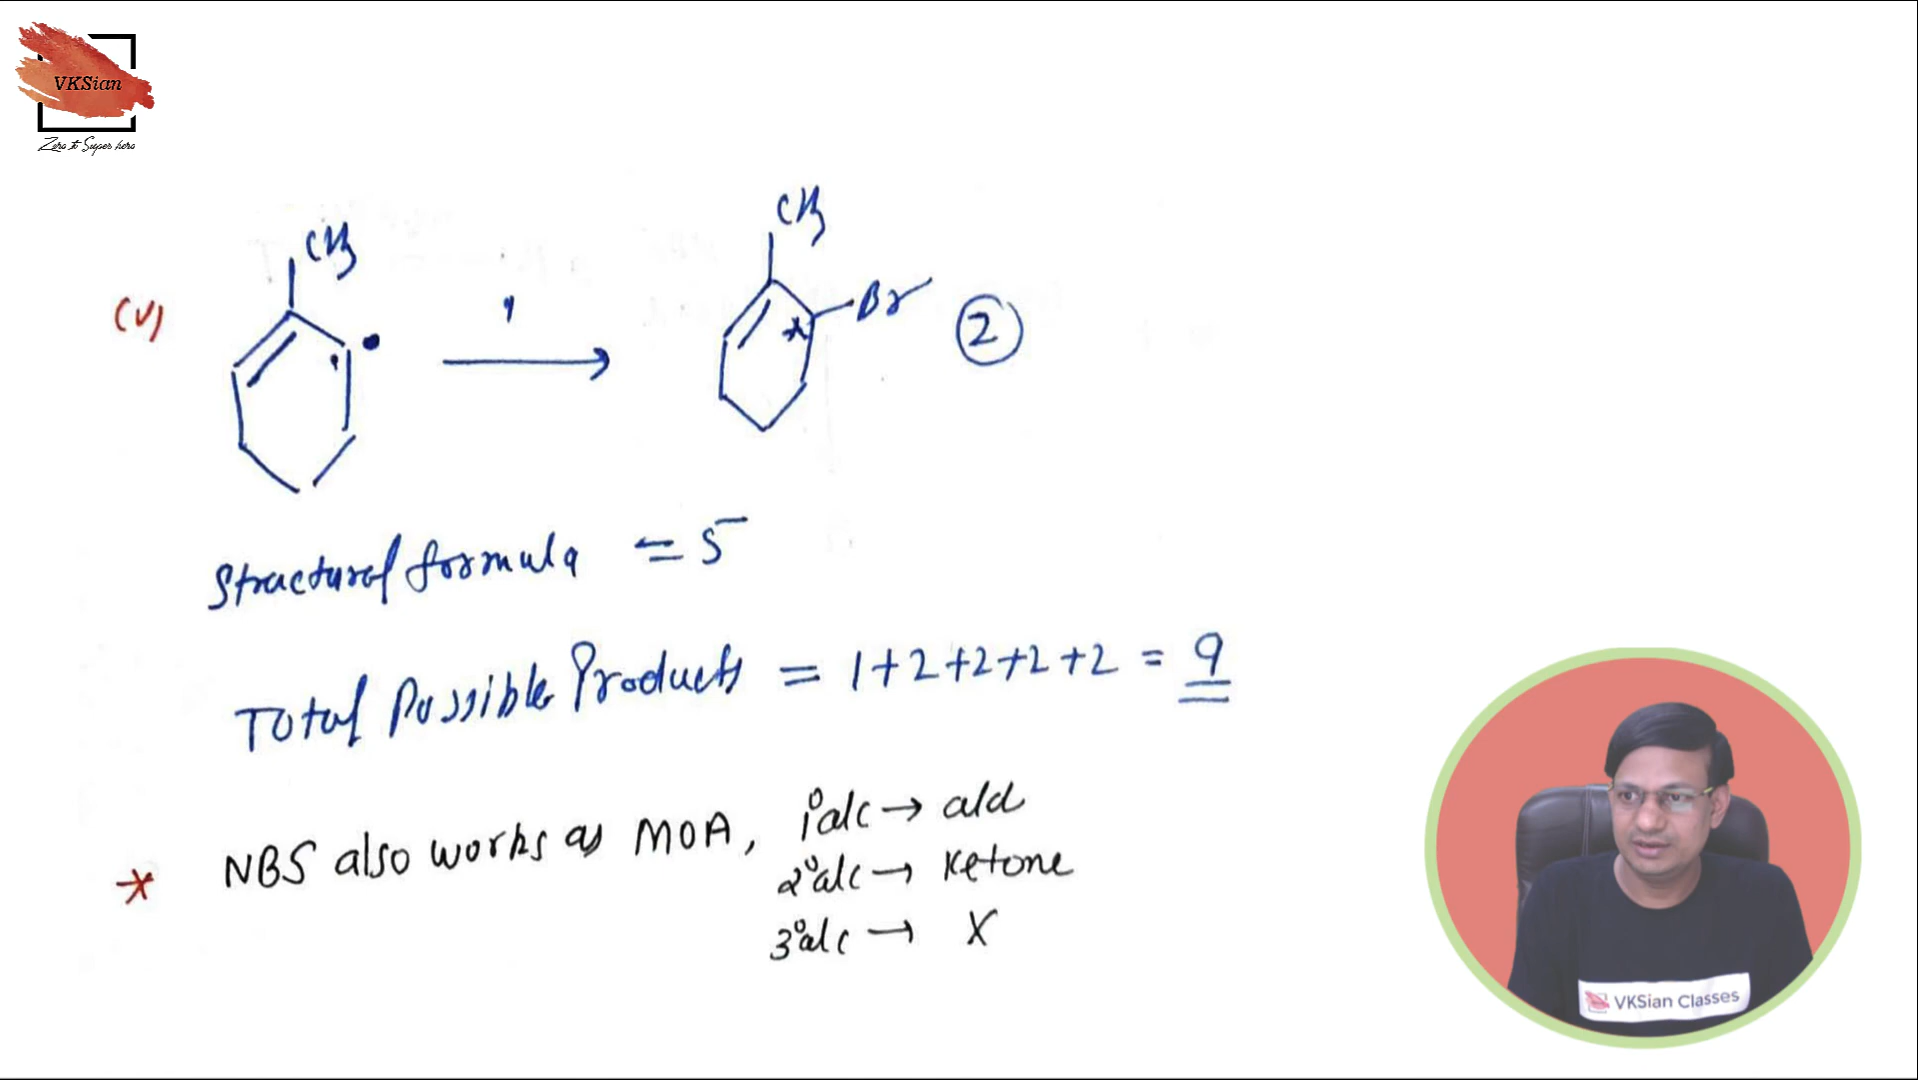 VKSian
Zero to Super hero
CH3
CH3
(V)
Br
*
2
Structural formula = 5
Total Possible Products = 1+2+2+2+2 = 9
* NBS also works as MOA, 1° alc → ald
2° alc → Ketone
3° alc → X
VKSian Classes